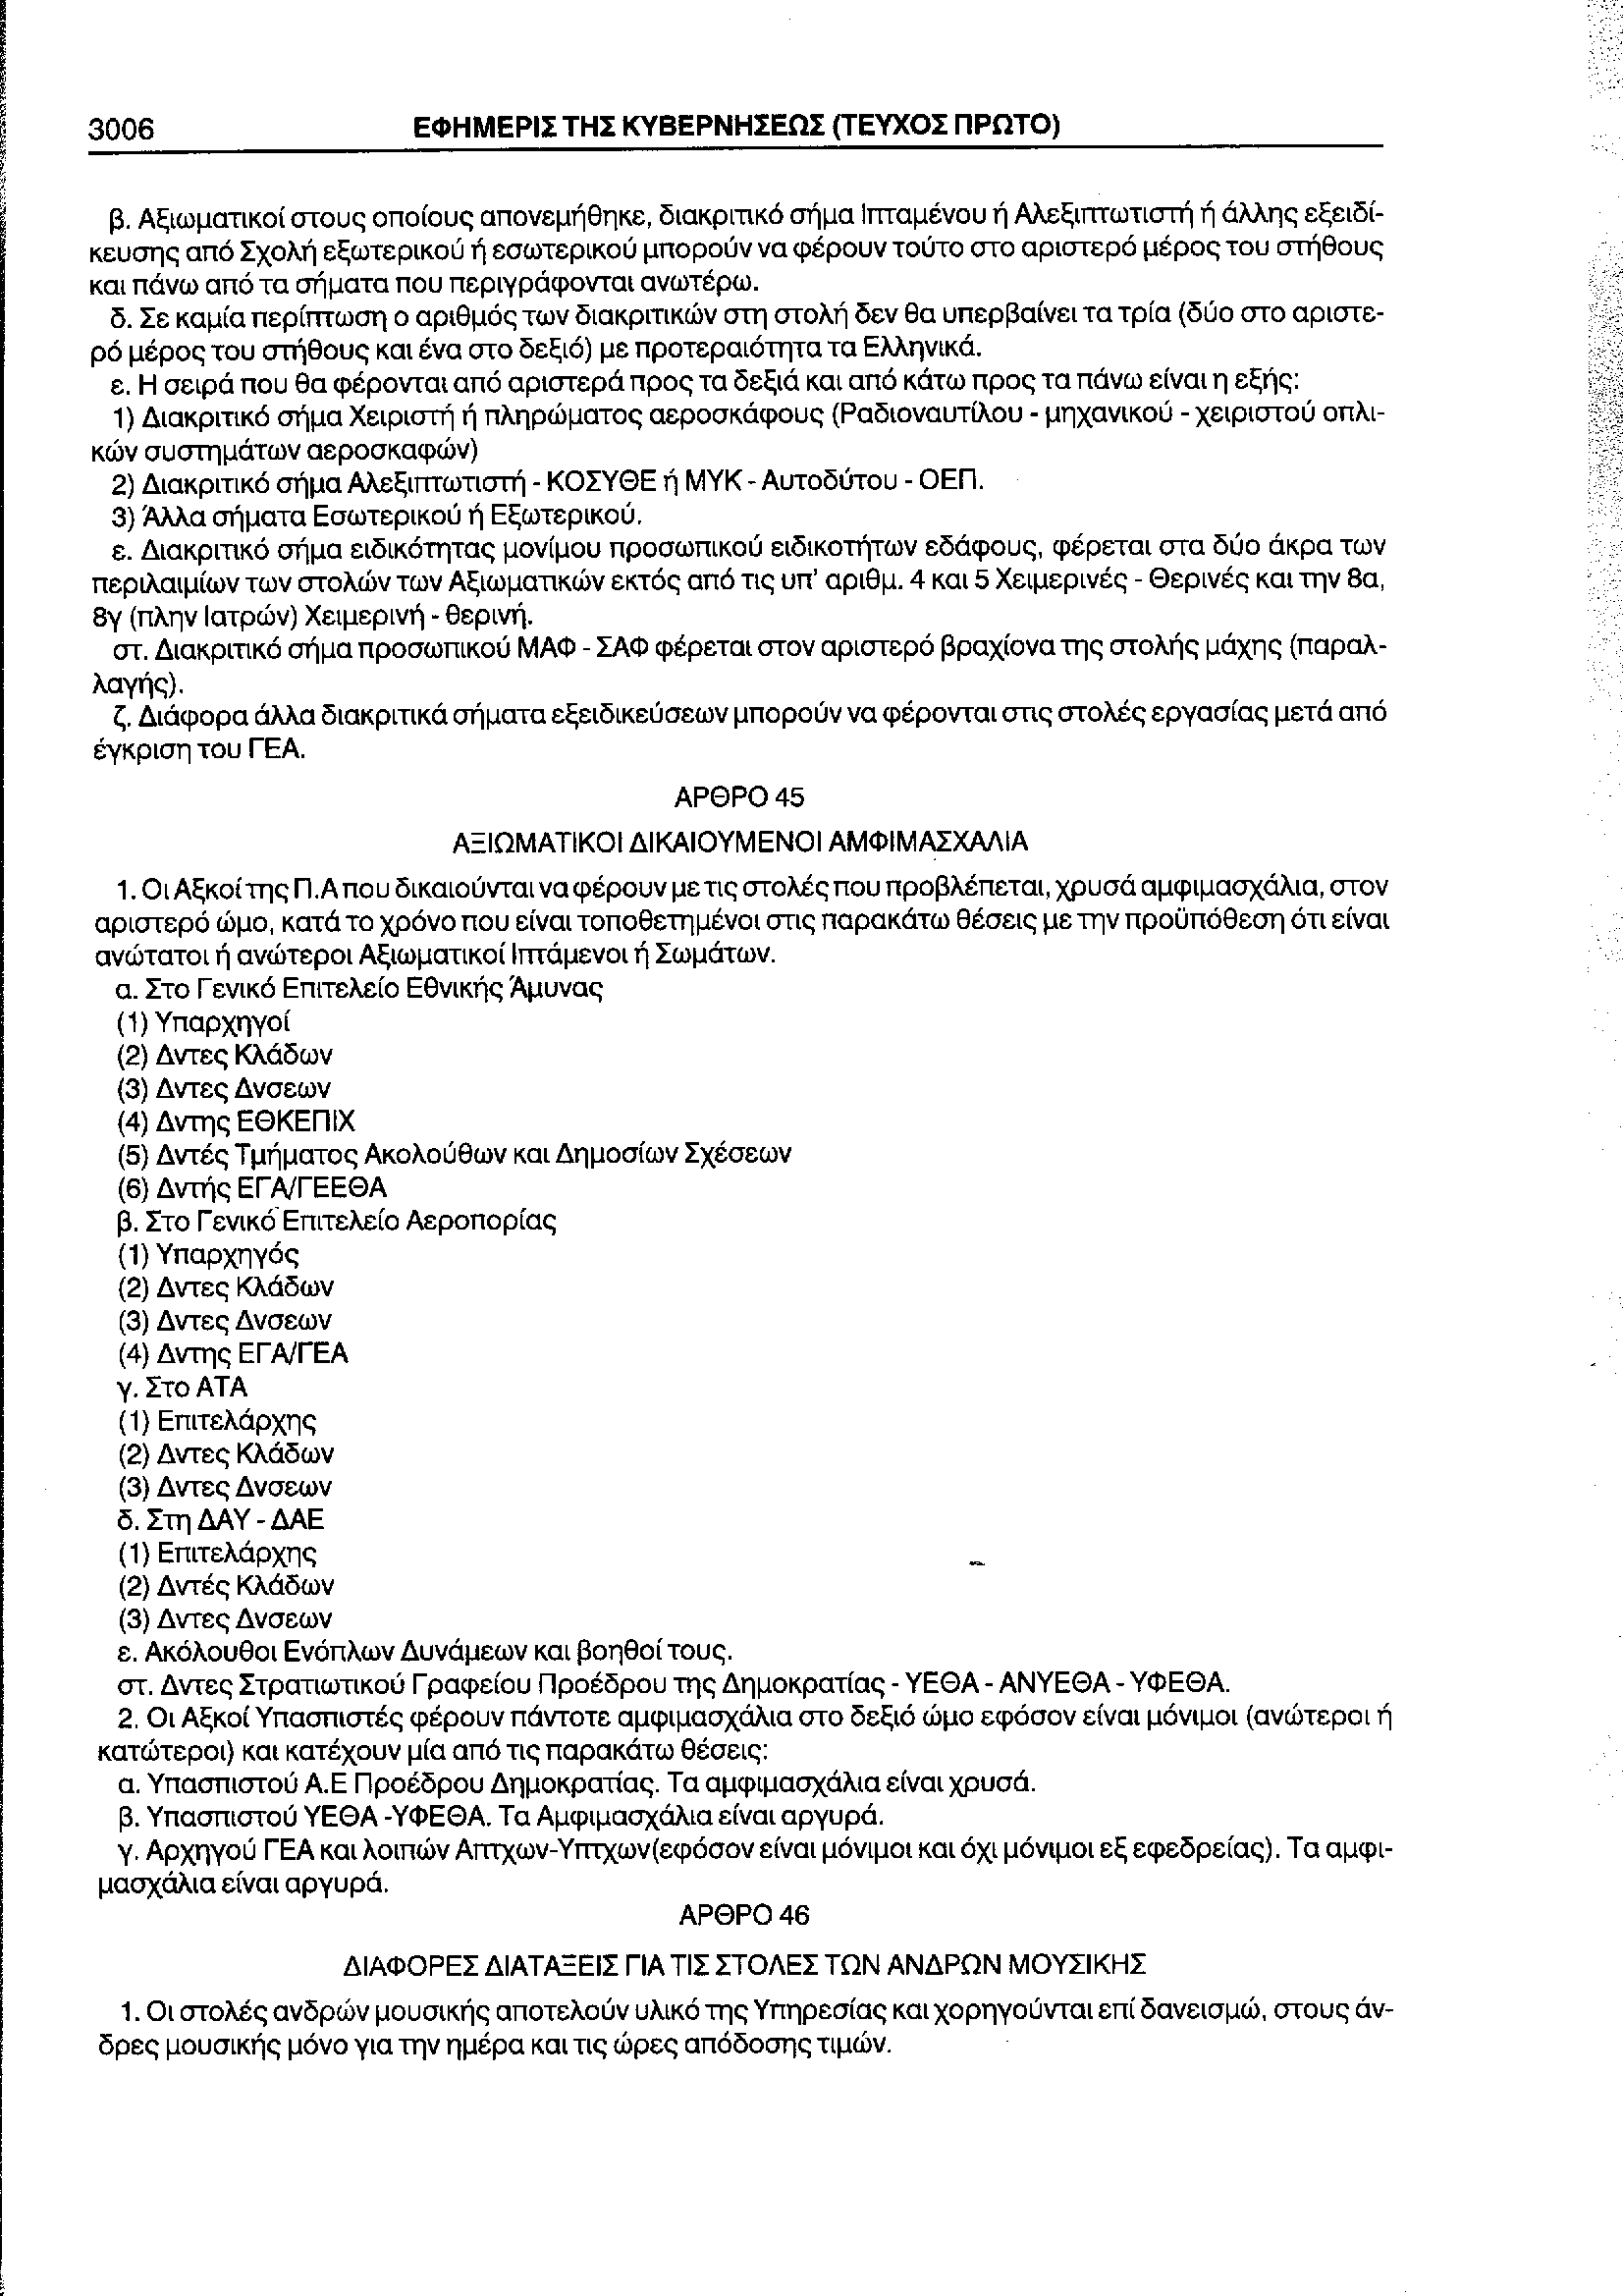 3006
ΕΦΗΜΕΡΙΣ ΤΗΣ ΚΥΒΕΡΝΗΣΕΩΣ (ΤΕΥΧΟΣ ΠΡΩΤΟ)
β. Αξιωματικοί στους οποίους απονεμήθηκε, διακριτικό σήμα Ιπταμένου ή Αλεξιπτωτιστή ή άλλης εξειδί-
κευσης από Σχολή εξωτερικού ή εσωτερικού μπορούν να φέρουν τούτο στο αριστερό μέρος του στήθους
και πάνω από τα σήματα που περιγράφονται ανωτέρω.
δ. Σε καμία περίπτωση ο αριθμός των διακριτικών στη στολή δεν θα υπερβαίνει τα τρία (δύο στο αριστε-
ρό μέρος του στήθους και ένα στο δεξιό) με προτεραιότητα τα Ελληνικά.
ε. Η σειρά που θα φέρονται από αριστερά προς τα δεξιά και από κάτω προς τα πάνω είναι η εξής:
1) Διακριτικό σήμα Χειριστή ή πληρώματος αεροσκάφους (Ραδιοναυτίλου - μηχανικού - χειριστού οπλι-
κών συστημάτων αεροσκαφών)
2) Διακριτικό σήμα Αλεξιπτωτιστή - ΚΟΣΥΘΕ ή ΜΥΚ - Αυτοδύτου - ΟΕΠ.
3) Άλλα σήματα Εσωτερικού ή Εξωτερικού.
ε. Διακριτικό σήμα ειδικότητας μονίμου προσωπικού ειδικοτήτων εδάφους, φέρεται στα δύο άκρα των
περιλαιμίων των στολών των Αξιωματικών εκτός από τις υπ' αριθμ. 4 και 5 Χειμερινές - Θερινές και την 8α,
8γ (πλην Ιατρών) Χειμερινή - θερινή.
στ. Διακριτικό σήμα προσωπικού ΜΑΦ - ΣΑΦ φέρεται στον αριστερό βραχίονα της στολής μάχης (παραλ-
λαγής).
ζ. Διάφορα άλλα διακριτικά σήματα εξειδικεύσεων μπορούν να φέρονται στις στολές εργασίας μετά από
έγκριση του ΓΕΑ.
ΑΡΘΡΟ 45
ΑΞΙΩΜΑΤΙΚΟΙ ΔΙΚΑΙΟΥΜΕΝΟΙ ΑΜΦΙΜΑΣΧΑΛΙΑ
1. Οι Αξκοί της Π.Α που δικαιούνται να φέρουν με τις στολές που προβλέπεται, χρυσά αμφιμασχάλια, στον
αριστερό ώμο, κατά το χρόνο που είναι τοποθετημένοι στις παρακάτω θέσεις με την προϋπόθεση ότι είναι
ανώτατοι ή ανώτεροι Αξιωματικοί Ιπτάμενοι ή Σωμάτων.
α. Στο Γενικό Επιτελείο Εθνικής Άμυνας
(1) Υπαρχηγοί
(2) Δντες Κλάδων
(3) Δντες Δνσεων
(4) Δντης ΕΘΚΕΠΙΧ
(5) Δντές Τμήματος Ακολούθων και Δημοσίων Σχέσεων
(6) Δντής ΕΓΑ/ΓΕΕΘΑ
β. Στο Γενικό Επιτελείο Αεροπορίας
(1) Υπαρχηγός
(2) Δντες Κλάδων
(3) Δντες Δνσεων
(4) Δντης ΕΓΑ/ΓΕΑ
γ. Στο ΑΤΑ
(1) Επιτελάρχης
(2) Δντες Κλάδων
(3) Δντες Δνσεων
δ. Στη ΔΑΥ - ΔΑΕ
(1) Επιτελάρχης
(2) Δντές Κλάδων
(3) Δντες Δνσεων
ε. Ακόλουθοι Ενόπλων Δυνάμεων και βοηθοί τους.
στ. Δντες Στρατιωτικού Γραφείου Προέδρου της Δημοκρατίας - ΥΕΘΑ - ΑΝΥΕΘΑ - ΥΦΕΘΑ.
2. Οι Αξκοί Υπασπιστές φέρουν πάντοτε αμφιμασχάλια στο δεξιό ώμο εφόσον είναι μόνιμοι (ανώτεροι ή
κατώτεροι) και κατέχουν μία από τις παρακάτω θέσεις:
α. Υπασπιστού Α.Ε Προέδρου Δημοκρατίας. Τα αμφιμασχάλια είναι χρυσά.
β. Υπασπιστού ΥΕΘΑ -ΥΦΕΘΑ. Τα Αμφιμασχάλια είναι αργυρά.
γ. Αρχηγού ΓΕΑ και λοιπών Απτχων-Υπτχων(εφόσον είναι μόνιμοι και όχι μόνιμοι εξ εφεδρείας). Τα αμφι-
μασχάλια είναι αργυρά.
ΑΡΘΡΟ 46
ΔΙΑΦΟΡΕΣ ΔΙΑΤΑΞΕΙΣ ΓΙΑ ΤΙΣ ΣΤΟΛΕΣ ΤΩΝ ΑΝΔΡΩΝ ΜΟΥΣΙΚΗΣ
1. Οι στολές ανδρών μουσικής αποτελούν υλικό της Υπηρεσίας και χορηγούνται επί δανεισμώ, στους άν-
δρες μουσικής μόνο για την ημέρα και τις ώρες απόδοσης τιμών.